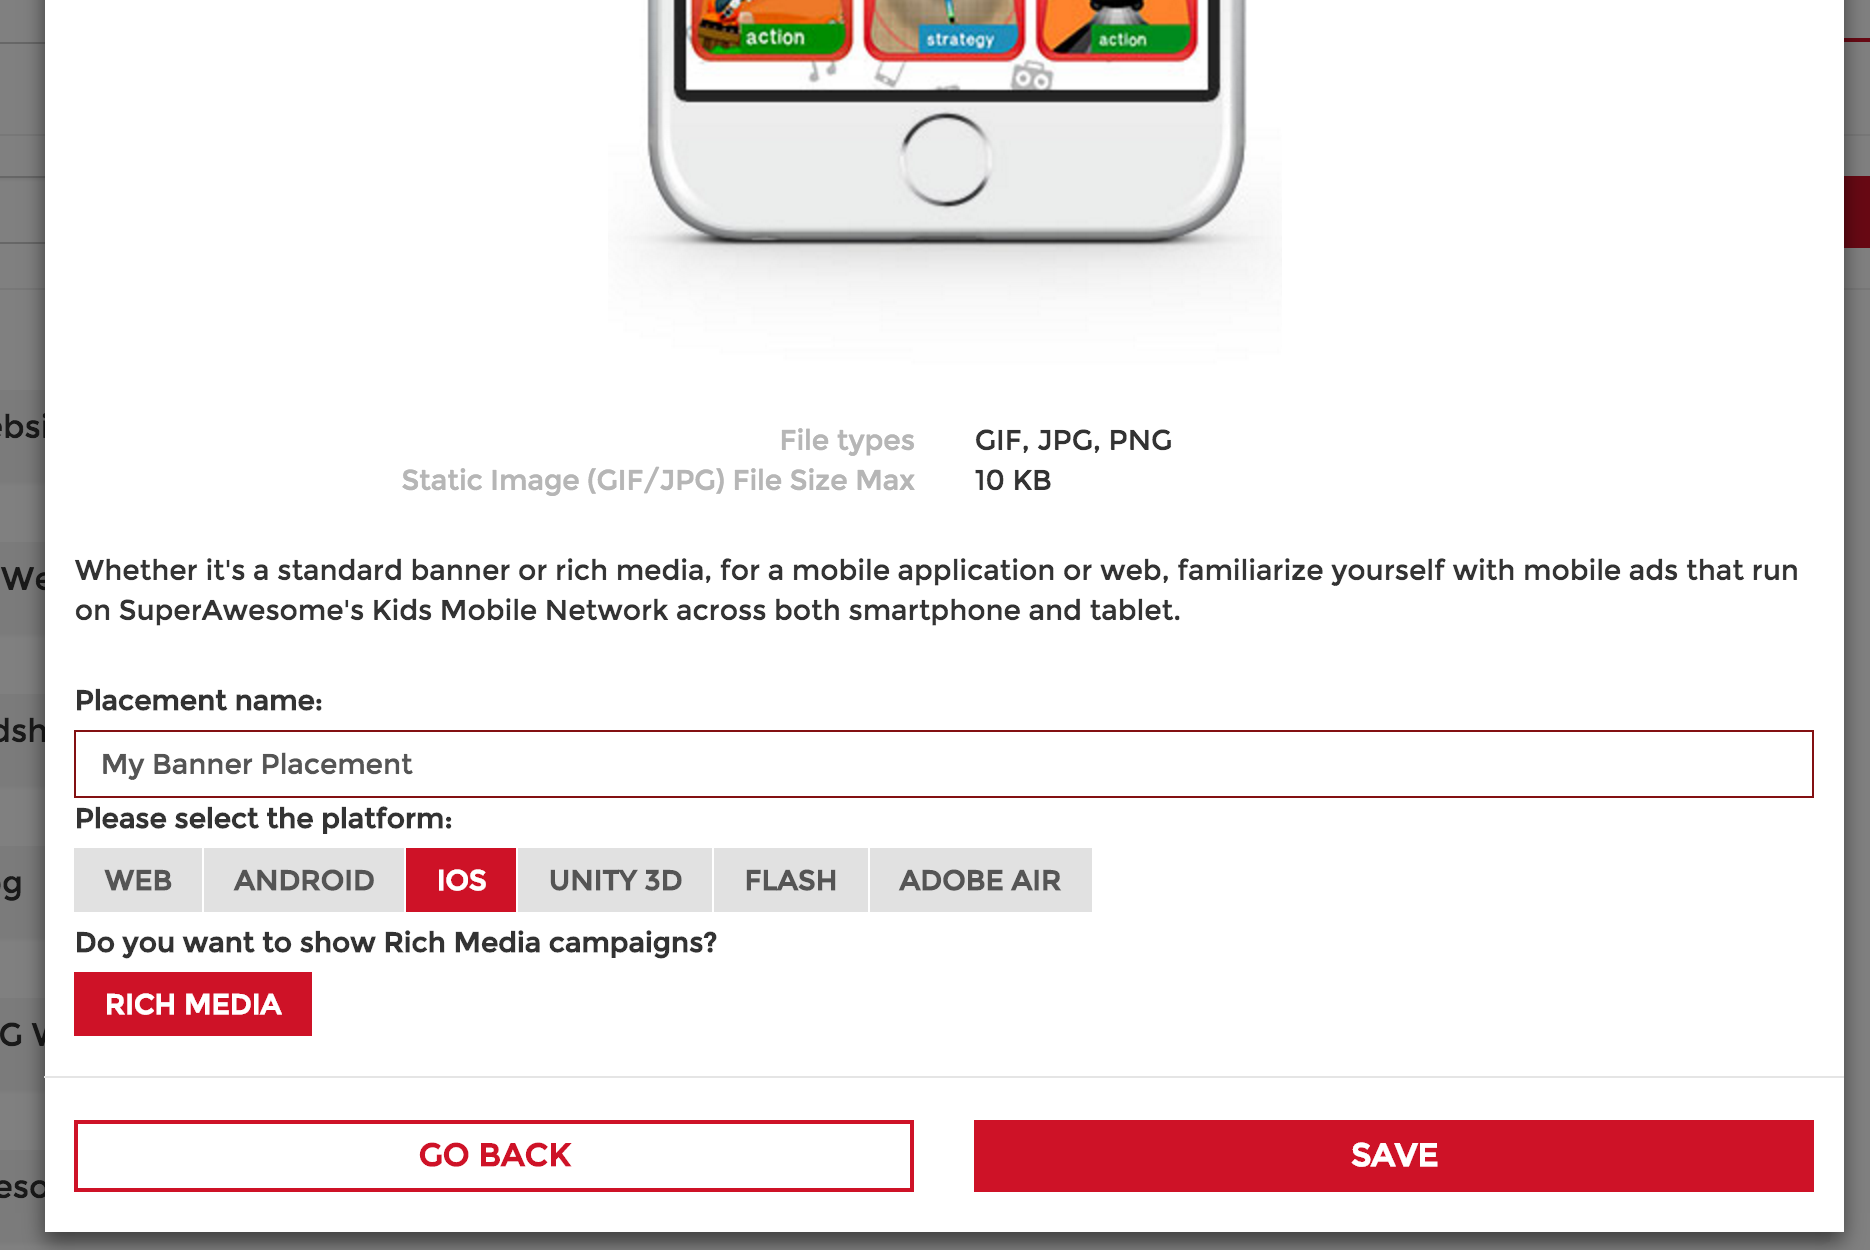 action
strategy
action
File types GIF, JPG, PNG
Static Image (GIF/JPG) File Size Max 10 KB
Whether it's a standard banner or rich media, for a mobile application or web, familiarize yourself with mobile ads that run
on SuperAwesome's Kids Mobile Network across both smartphone and tablet.
Placement name:
My Banner Placement
Please select the platform:
WEB ANDROID IOS UNITY 3D FLASH ADOBE AIR
Do you want to show Rich Media campaigns?
RICH MEDIA
GO BACK SAVE